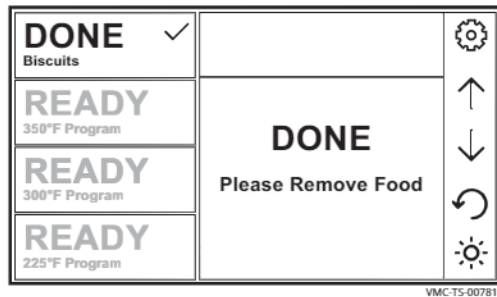 DONE
Biscuits
READY
350°F Program
READY
300°F Program
READY
225°F Program
DONE
Please Remove Food
VMC-TS-00781